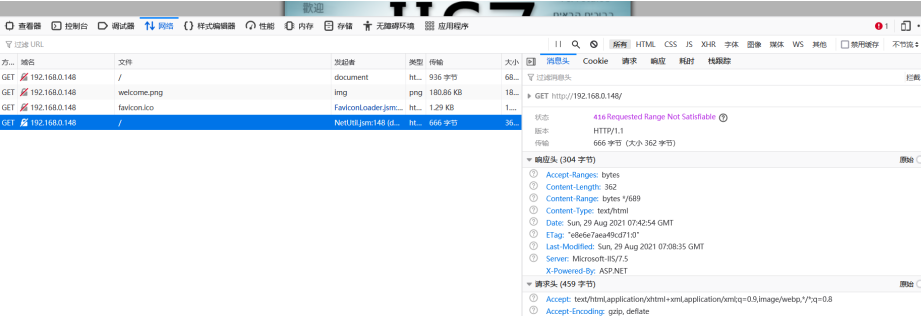 歡迎
查看器 控制台 调试器 网络 样式编辑器 性能 内存 存储 无障碍环境 应用程序 1
过滤 URL 所有 HTML CSS JS XHR 字体 图像 媒体 WS 其他 禁用缓存 不节流
方... 域名 文件 发起者 类型 传输 大小 消息头 Cookie 请求 响应 耗时 栈跟踪
GET 192.168.0.148 / document ht... 936 字节 68... 过滤消息头 拦截
GET 192.168.0.148 welcome.png img png 180.86 KB 18... GET http://192.168.0.148/
GET 192.168.0.148 favicon.ico FaviconLoader.jsm:... ht... 1.29 KB 1....
GET 192.168.0.148 / NetUtil.jsm:148 (d... ht... 666 字节 36...
状态 416 Requested Range Not Satisfiable
版本 HTTP/1.1
传输 666 字节 (大小 362 字节)
响应头 (304 字节) 原始
Accept-Ranges: bytes
Content-Length: 362
Content-Range: bytes */689
Content-Type: text/html
Date: Sun, 29 Aug 2021 07:42:54 GMT
ETag: "e8e6e7aea49cd71:0"
Last-Modified: Sun, 29 Aug 2021 07:08:35 GMT
Server: Microsoft-IIS/7.5
X-Powered-By: ASP.NET
请求头 (459 字节) 原始
Accept: text/html,application/xhtml+xml,application/xml;q=0.9,image/webp,*/*;q=0.8
Accept-Encoding: gzip, deflate